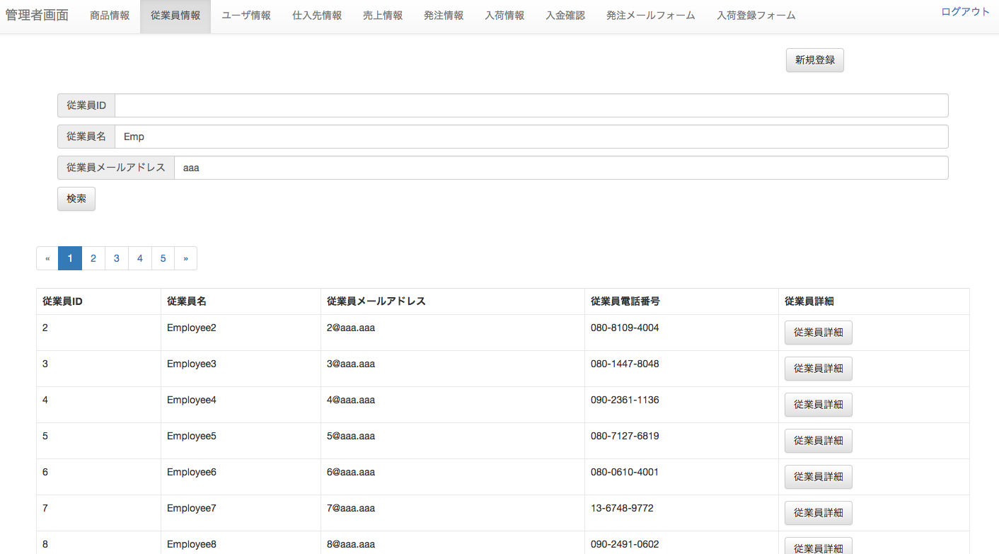 管理者画面 商品情報 従業員情報 ユーザ情報 仕入先情報 売上情報 発注情報 入荷情報 入金確認 発注メールフォーム 入荷登録フォーム ログアウト
新規登録
従業員ID
従業員名 Emp
従業員メールアドレス aaa
検索
« 1 2 3 4 5 »
従業員ID 従業員名 従業員メールアドレス 従業員電話番号 従業員詳細
2 Employee2 2@aaa.aaa 080-8109-4004 従業員詳細
3 Employee3 3@aaa.aaa 080-1447-8048 従業員詳細
4 Employee4 4@aaa.aaa 090-2361-1136 従業員詳細
5 Employee5 5@aaa.aaa 080-7127-6819 従業員詳細
6 Employee6 6@aaa.aaa 080-0610-4001 従業員詳細
7 Employee7 7@aaa.aaa 13-6748-9772 従業員詳細
8 Employee8 8@aaa.aaa 090-2491-0602 従業員詳細